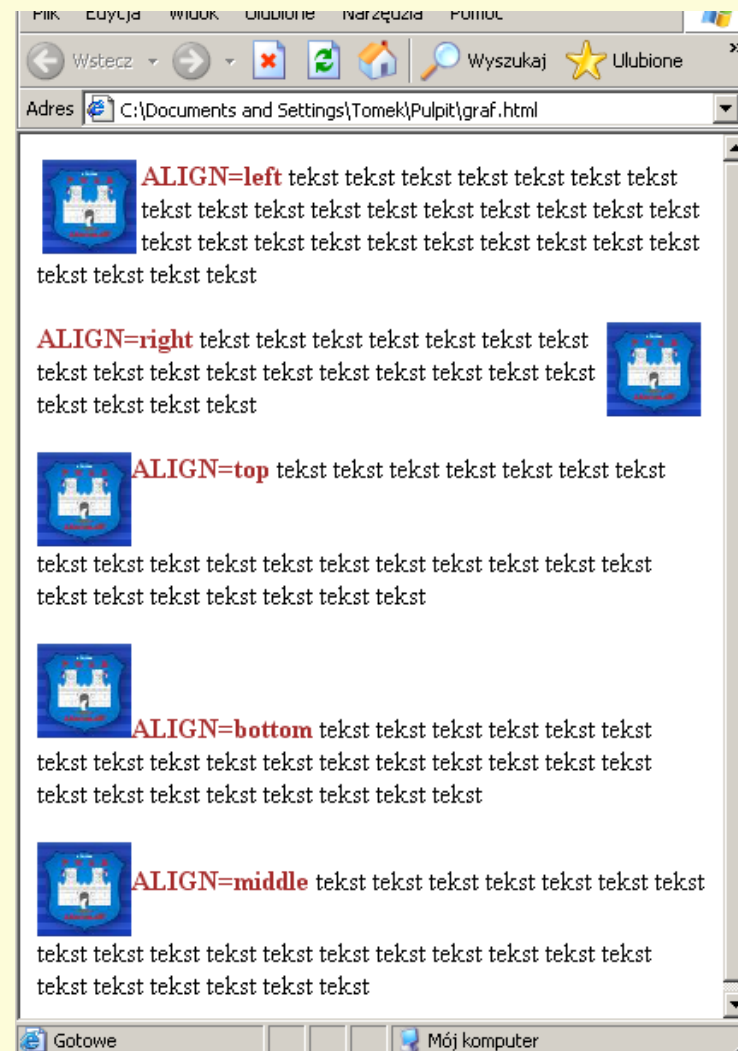 Plik Edycja Widok Ulubione Narzędzia Pomoc
Wstecz Wyszukaj Ulubione »
Adres C:\Documents and Settings\Tomek\Pulpit\graf.html
ALIGN=left tekst tekst tekst tekst tekst tekst tekst
tekst tekst tekst tekst tekst tekst tekst tekst tekst tekst
tekst tekst tekst tekst tekst tekst tekst tekst tekst tekst
tekst tekst tekst tekst
ALIGN=right tekst tekst tekst tekst tekst tekst tekst
tekst tekst tekst tekst tekst tekst tekst tekst tekst tekst
tekst tekst tekst tekst
ALIGN=top tekst tekst tekst tekst tekst tekst tekst
tekst tekst tekst tekst tekst tekst tekst tekst tekst tekst tekst
tekst tekst tekst tekst tekst tekst tekst
ALIGN=bottom tekst tekst tekst tekst tekst tekst
tekst tekst tekst tekst tekst tekst tekst tekst tekst tekst tekst
tekst tekst tekst tekst tekst tekst tekst tekst
ALIGN=middle tekst tekst tekst tekst tekst tekst tekst
tekst tekst tekst tekst tekst tekst tekst tekst tekst tekst tekst
tekst tekst tekst tekst tekst tekst
Gotowe Mój komputer